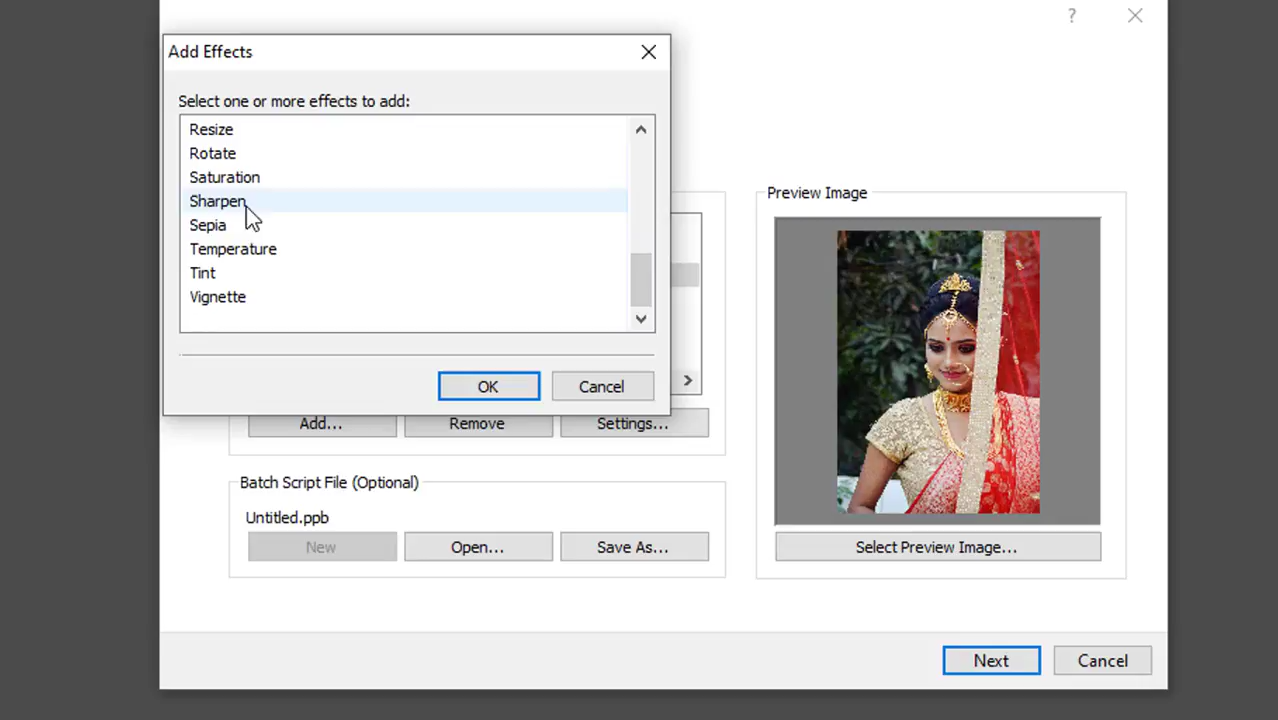 ?
Add Effects
Select one or more effects to add:
Resize
Rotate
Saturation
Sharpen
Sepia
Temperature
Tint
Vignette
OK
Cancel
Preview Image
Add...
Remove
Settings...
Batch Script File (Optional)
Untitled.ppb
New
Open...
Save As...
Select Preview Image...
Next
Cancel